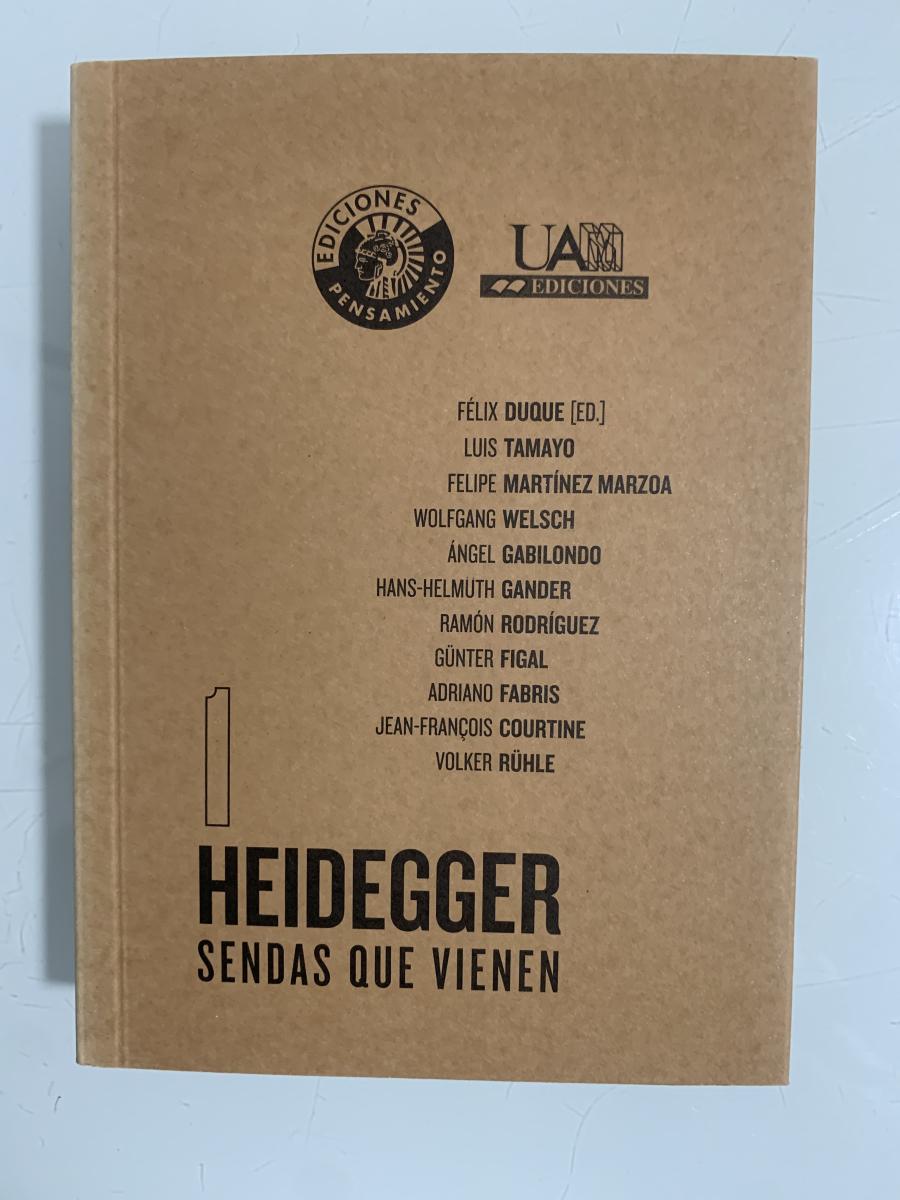 EDICIONES
PENSAMIENTO
UAM
EDICIONES
FÉLIX DUQUE [ED.]
LUIS TAMAYO
FELIPE MARTÍNEZ MARZOA
WOLFGANG WELSCH
ÁNGEL GABILONDO
HANS-HELMUTH GANDER
RAMÓN RODRÍGUEZ
GÜNTER FIGAL
ADRIANO FABRIS
JEAN-FRANÇOIS COURTINE
VOLKER RÜHLE
1
HEIDEGGER
SENDAS QUE VIENEN